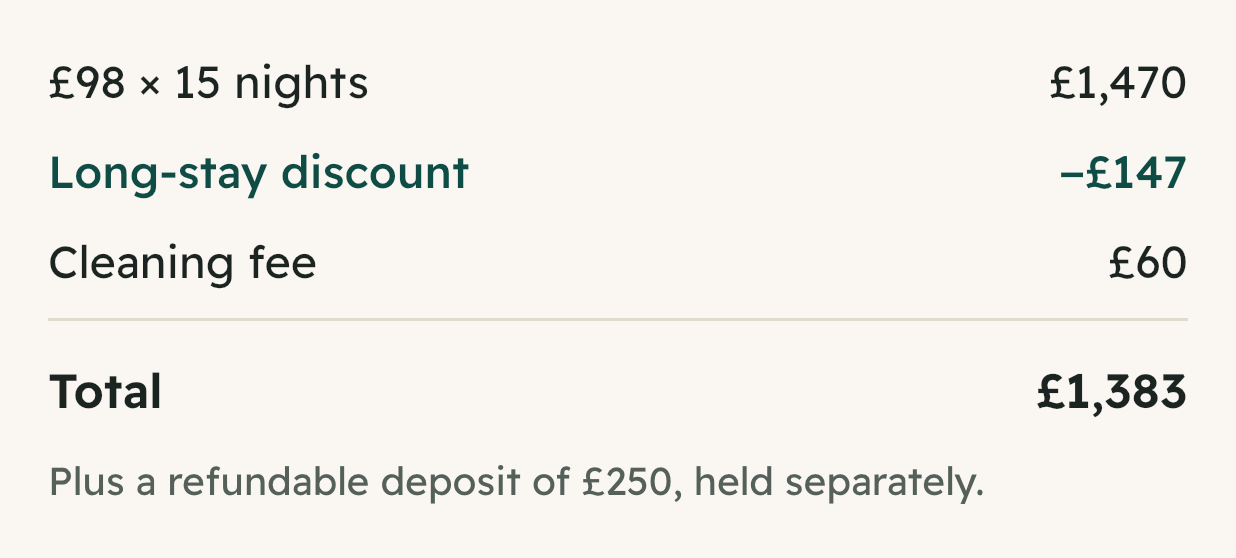 £98 × 15 nights £1,470
Long-stay discount –£147
Cleaning fee £60
Total £1,383
Plus a refundable deposit of £250, held separately.